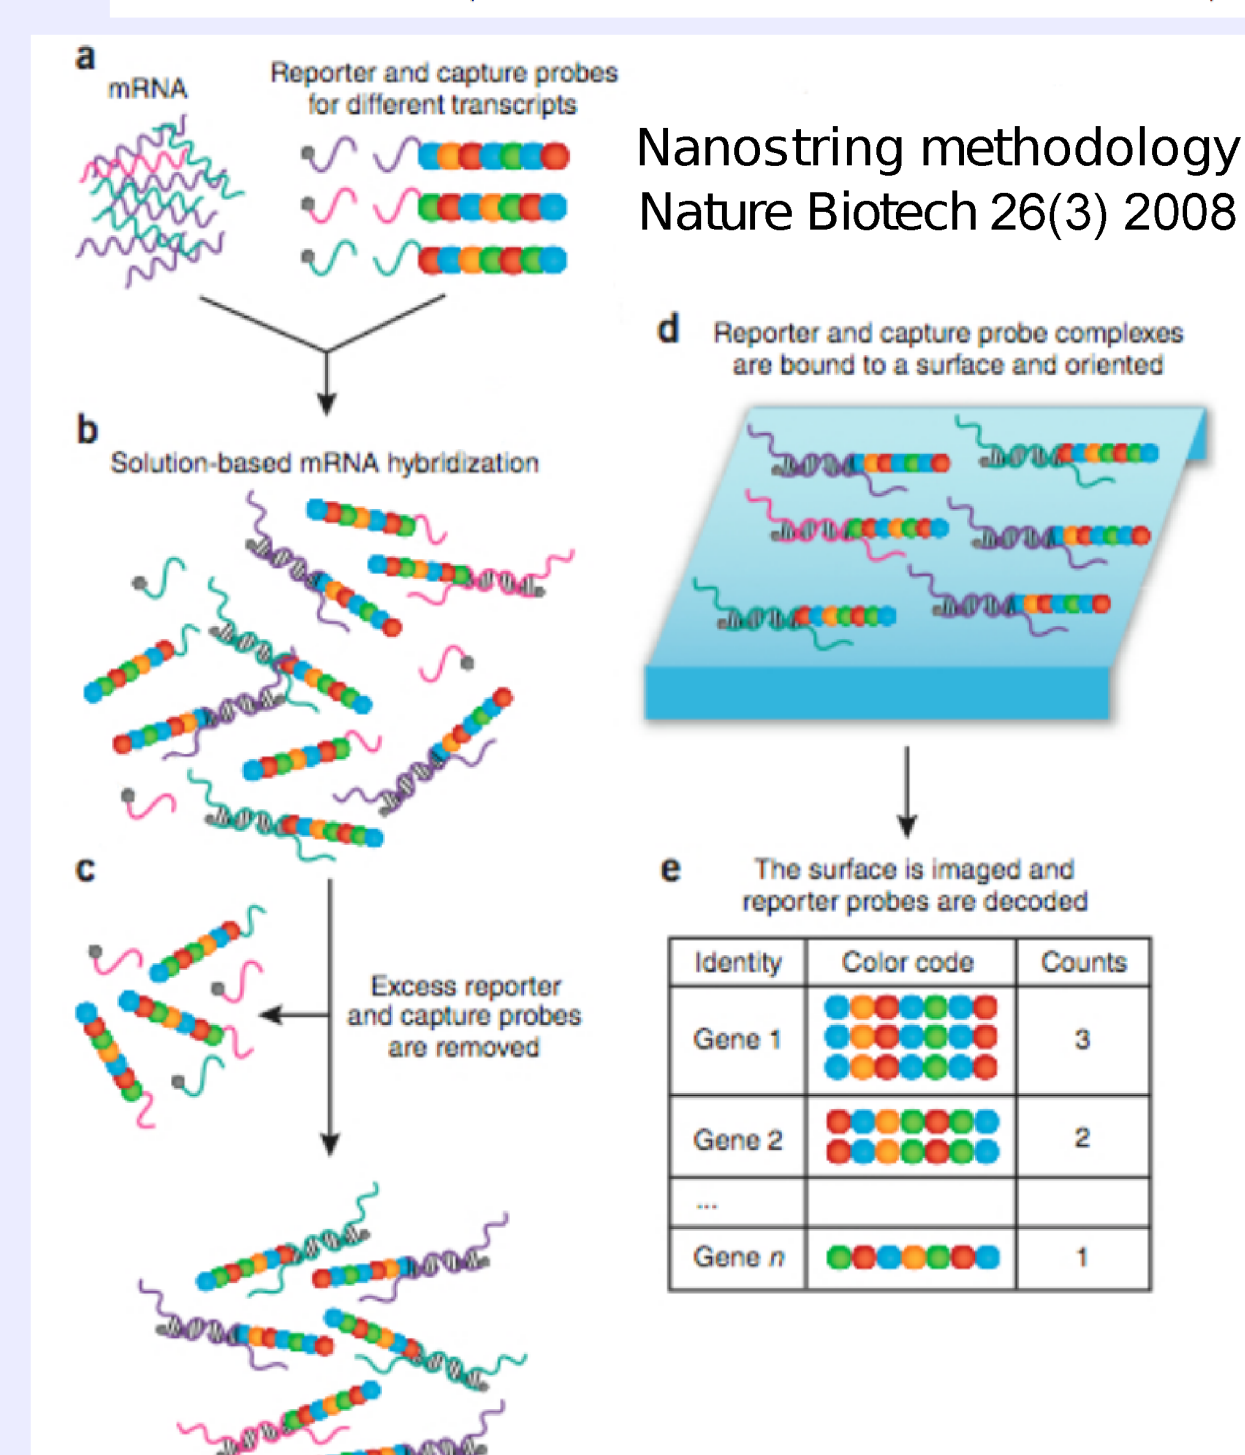 a
mRNA
Reporter and capture probes
for different transcripts
Nanostring methodology
Nature Biotech 26(3) 2008
b
Solution-based mRNA hybridization
c
Excess reporter
and capture probes
are removed
d
Reporter and capture probe complexes
are bound to a surface and oriented
e
The surface is imaged and
reporter probes are decoded
Identity Color code Counts
Gene 1 3
Gene 2 2
...
Gene n 1